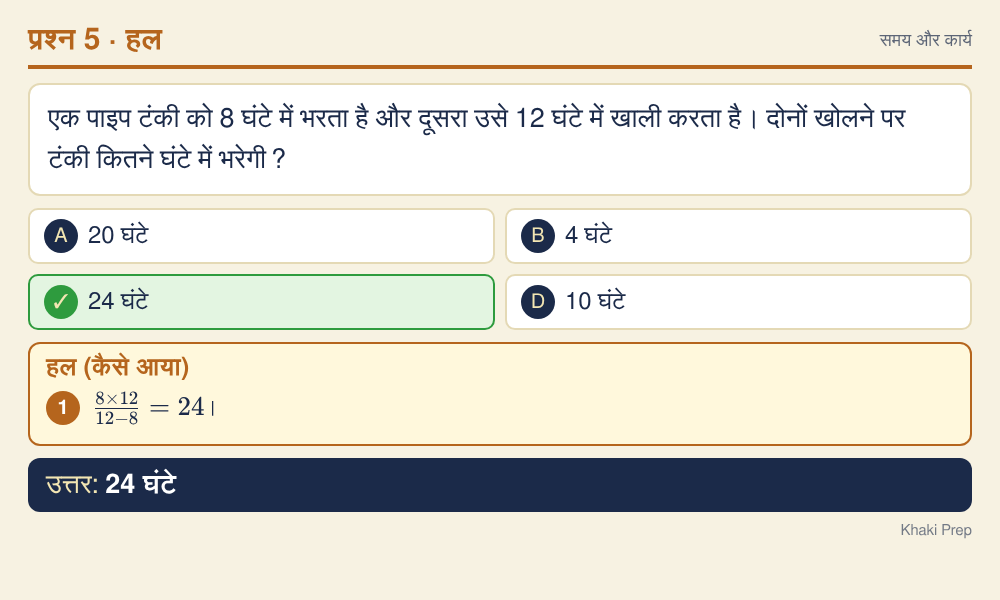 प्रश्न 5 · हल
समय और कार्य
एक पाइप टंकी को 8 घंटे में भरता है और दूसरा उसे 12 घंटे में खाली करता है। दोनों खोलने पर
टंकी कितने घंटे में भरेगी ?
A 20 घंटे
B 4 घंटे
✓ 24 घंटे
D 10 घंटे
हल (कैसे आया)
1 \frac{8×12}{12−8} = 24।
उत्तर: 24 घंटे
Khaki Prep